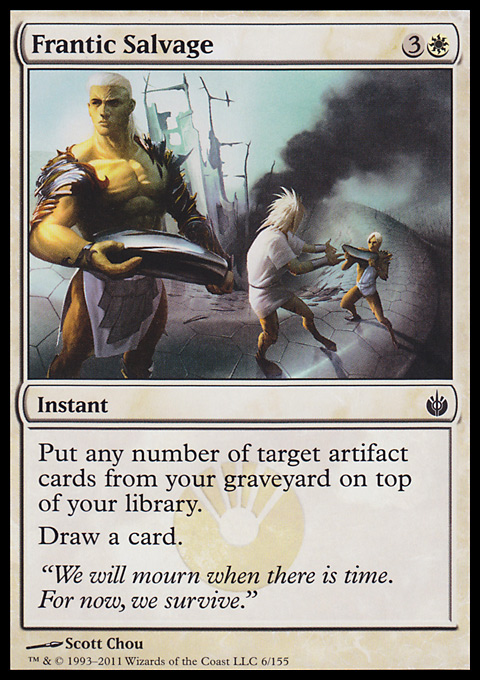 Frantic Salvage 3
Instant
Put any number of target artifact
cards from your graveyard on top
of your library.
Draw a card.
“We will mourn when there is time.
For now, we survive.”
Scott Chou
™ & © 1993–2011 Wizards of the Coast LLC 6/155